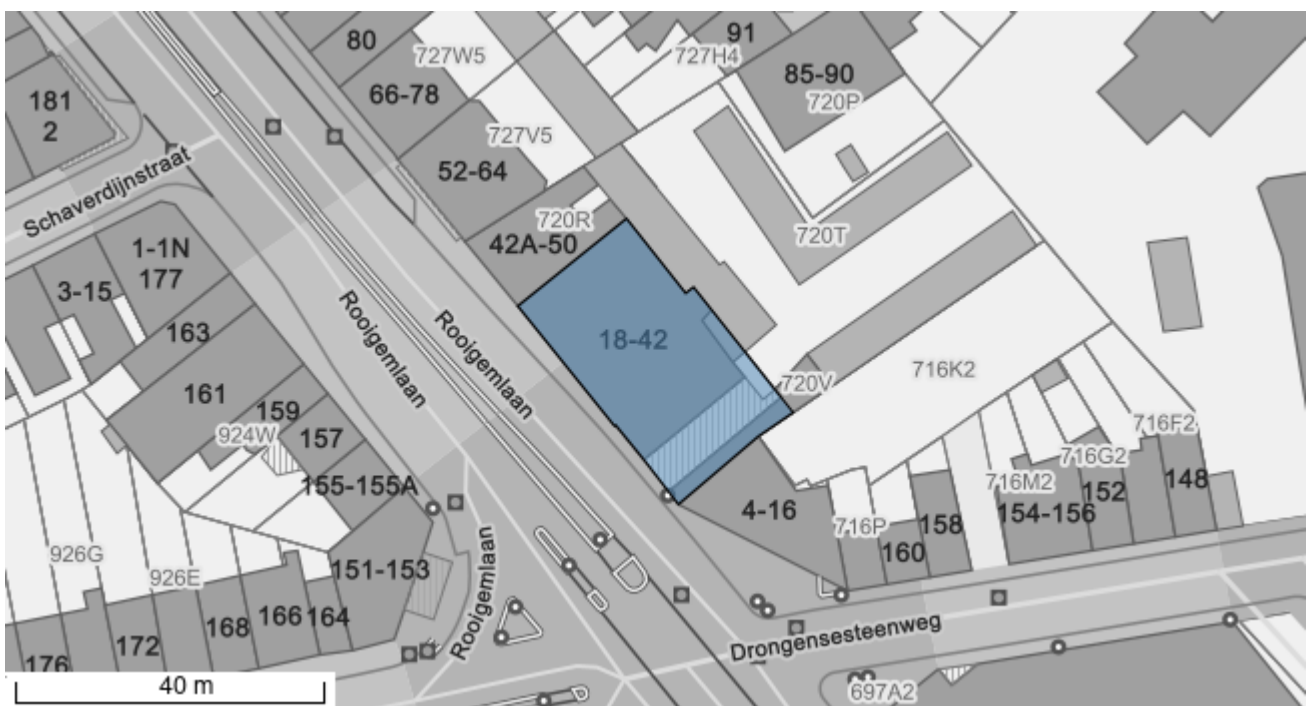 80
727W5
91
727H4
85-90
720P
181
2
66-78
727V5
52-64
Schaverdijnstraat
720R
42A-50
720T
1-1N
177
3-15
163
Rooigemlaan
Rooigemlaan
18-42
720V
716K2
161
159
924W
157
716F2
716G2
155-155A
716M2
152
148
154-156
4-16
716P
158
160
926G
926E
151-153
Rooigemlaan
166
164
168
172
176
Drongensesteenweg
40 m
697A2